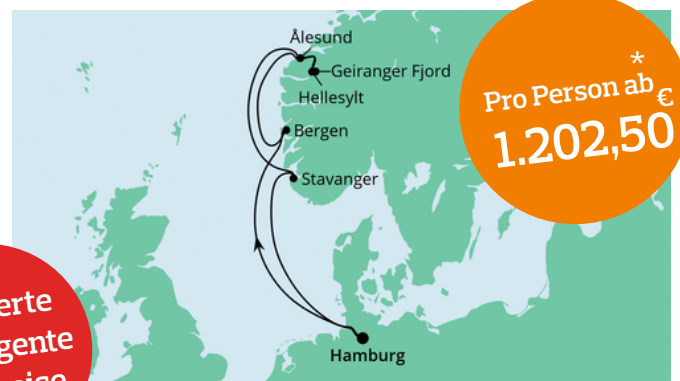 Ålesund
Geiranger Fjord
Hellesylt
Bergen
Stavanger
Hamburg
*
Pro Person ab
€
1.202,50
erte
gente